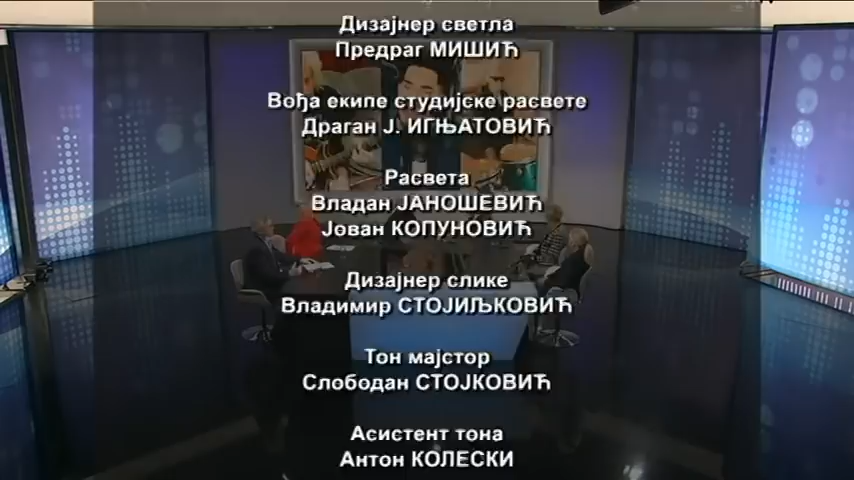 Дизајнер светла
Предраг МИШИЋ
Вођа екипе студијске расвете
Драган Ј. ИГЊАТОВИЋ
Расвета
Владан ЈАНОШЕВИЋ
Јован КОПУНОВИЋ
Дизајнер слике
Владимир СТОЈИЉКОВИЋ
Тон мајстор
Слободан СТОЈКОВИЋ
Асистент тона
Антон КОЛЕСКИ